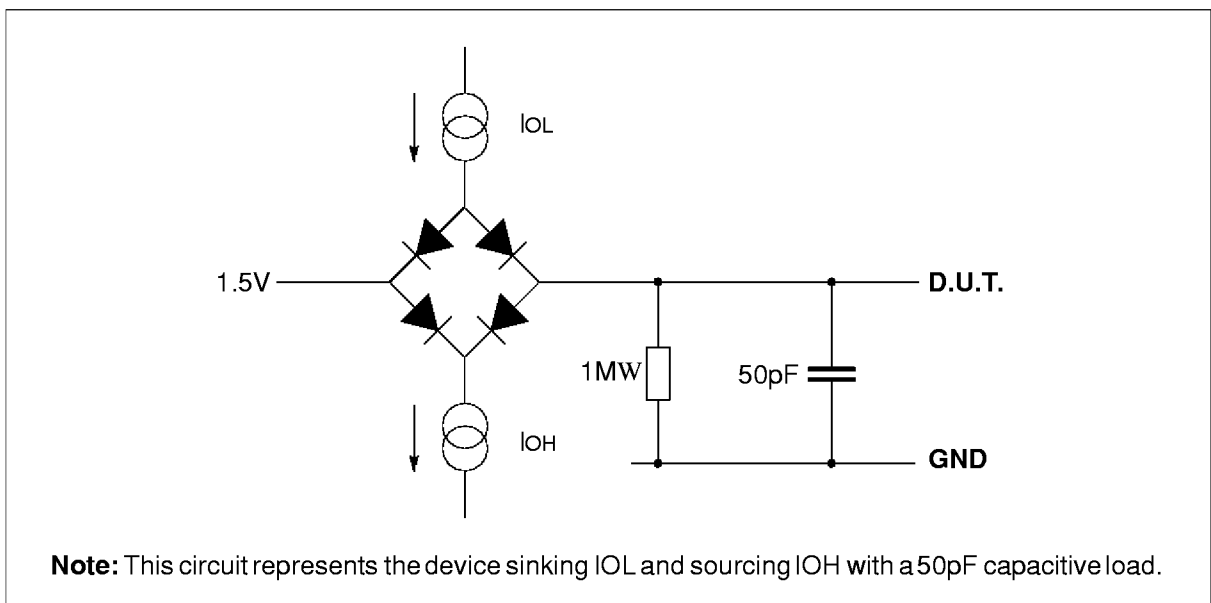 IOL
1.5V
D.U.T.
1MW
50pF
IOH
GND
Note: This circuit represents the device sinking IOL and sourcing IOH with a 50pF capacitive load.